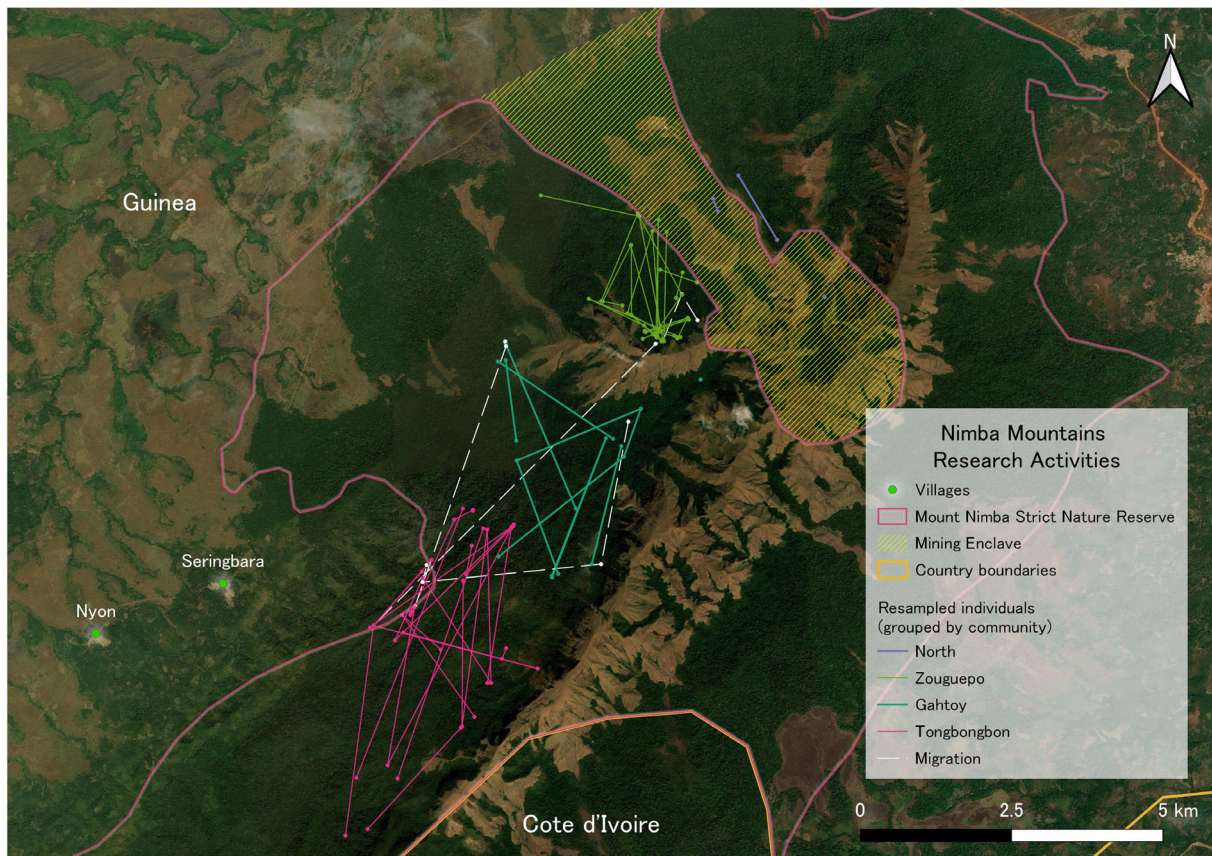 N
Guinea
Seringbara
Nyon
Cote d'Ivoire
Nimba Mountains
Research Activities
Villages
Mount Nimba Strict Nature Reserve
Mining Enclave
Country boundaries
Resampled individuals
(grouped by community)
North
Zouguepo
Gahtoy
Tongbongbon
Migration
0 2.5 5 km